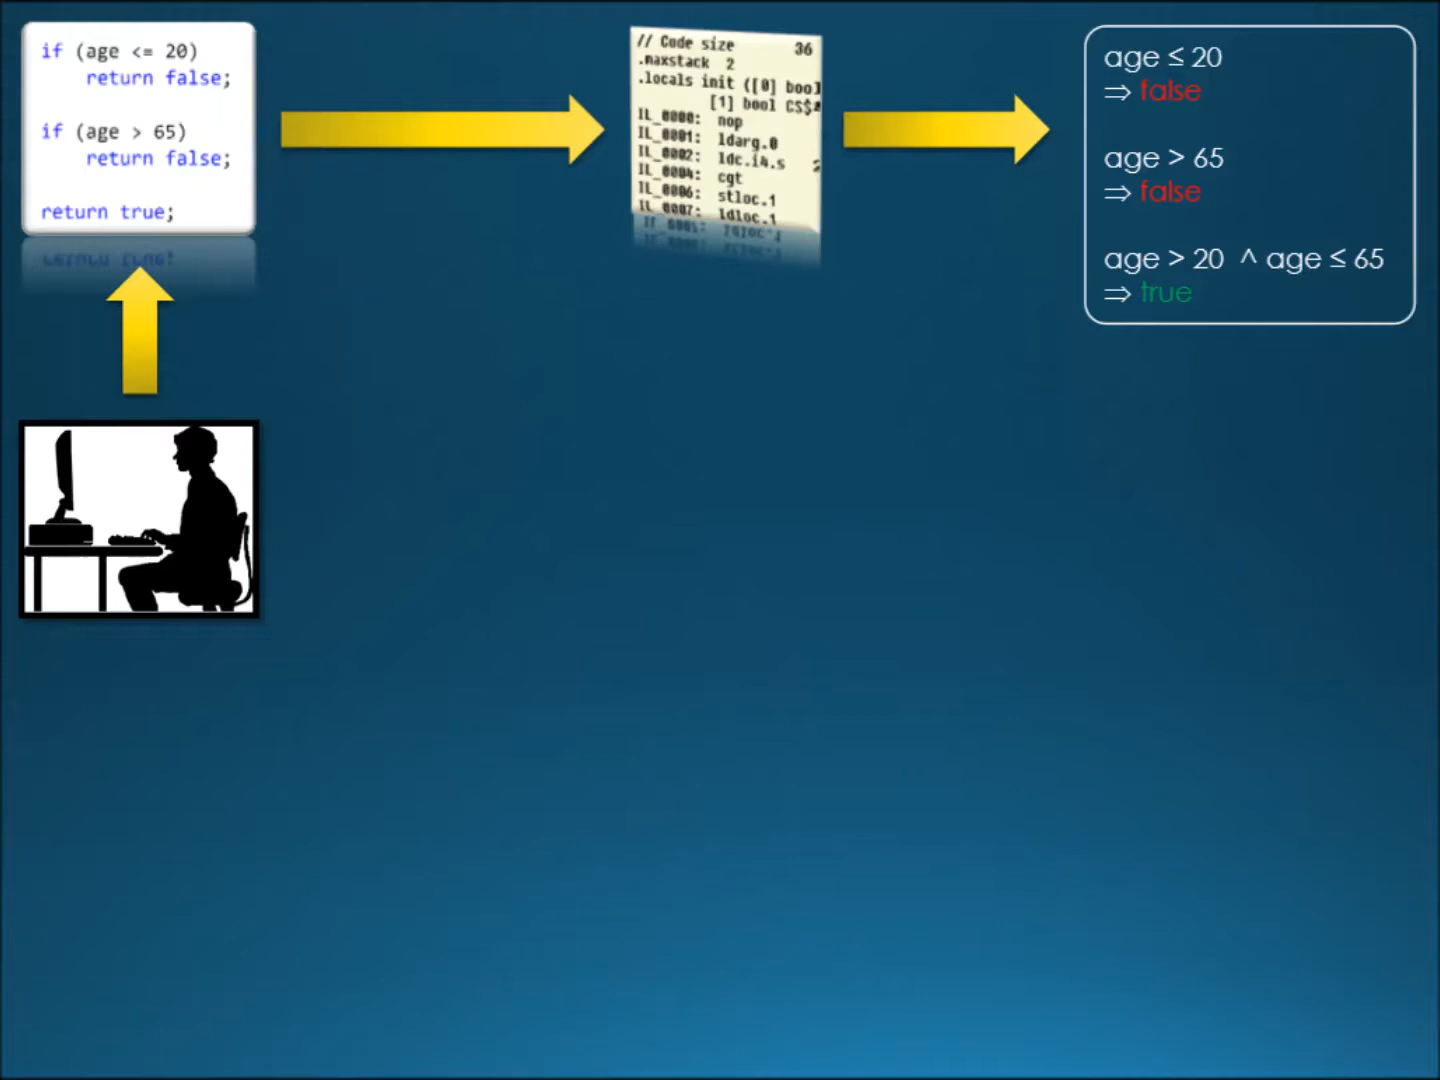 if (age <= 20)
return false;
if (age > 65)
return false;
return true;
// Code size 36
.maxstack 2
.locals init ([0] bool
[1] bool CS$
IL_0000: nop
IL_0001: ldarg.0
IL_0002: ldc.i4.s 2
IL_0004: cgt
IL_0006: stloc.1
IL_0007: ldloc.1
age ≤ 20
⇒ false
age > 65
⇒ false
age > 20 ^ age ≤ 65
⇒ true